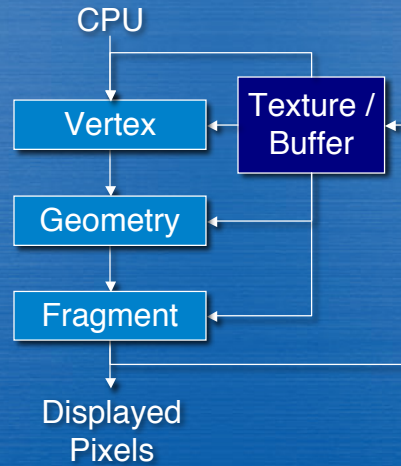 CPU
Vertex
Texture /
Buffer
Geometry
Fragment
Displayed
Pixels